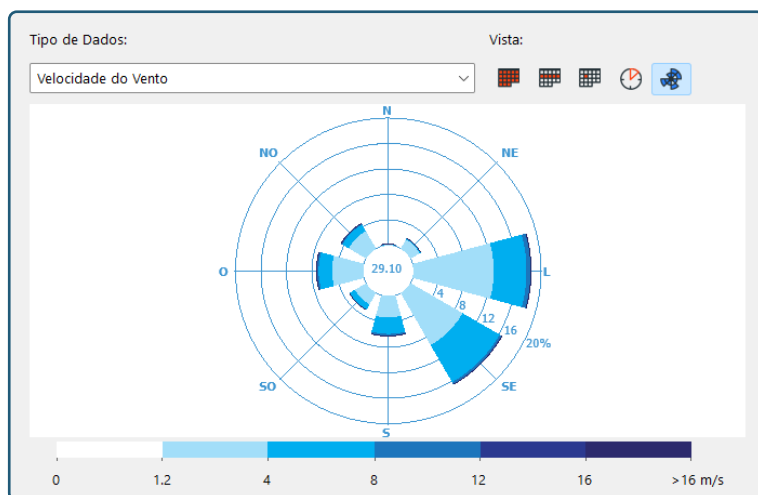 Tipo de Dados:
Vista:
Velocidade do Vento
N
NO
NE
O
29.10
L
4
8
12
16
20%
SO
SE
S
0 1.2 4 8 12 16 >16 m/s